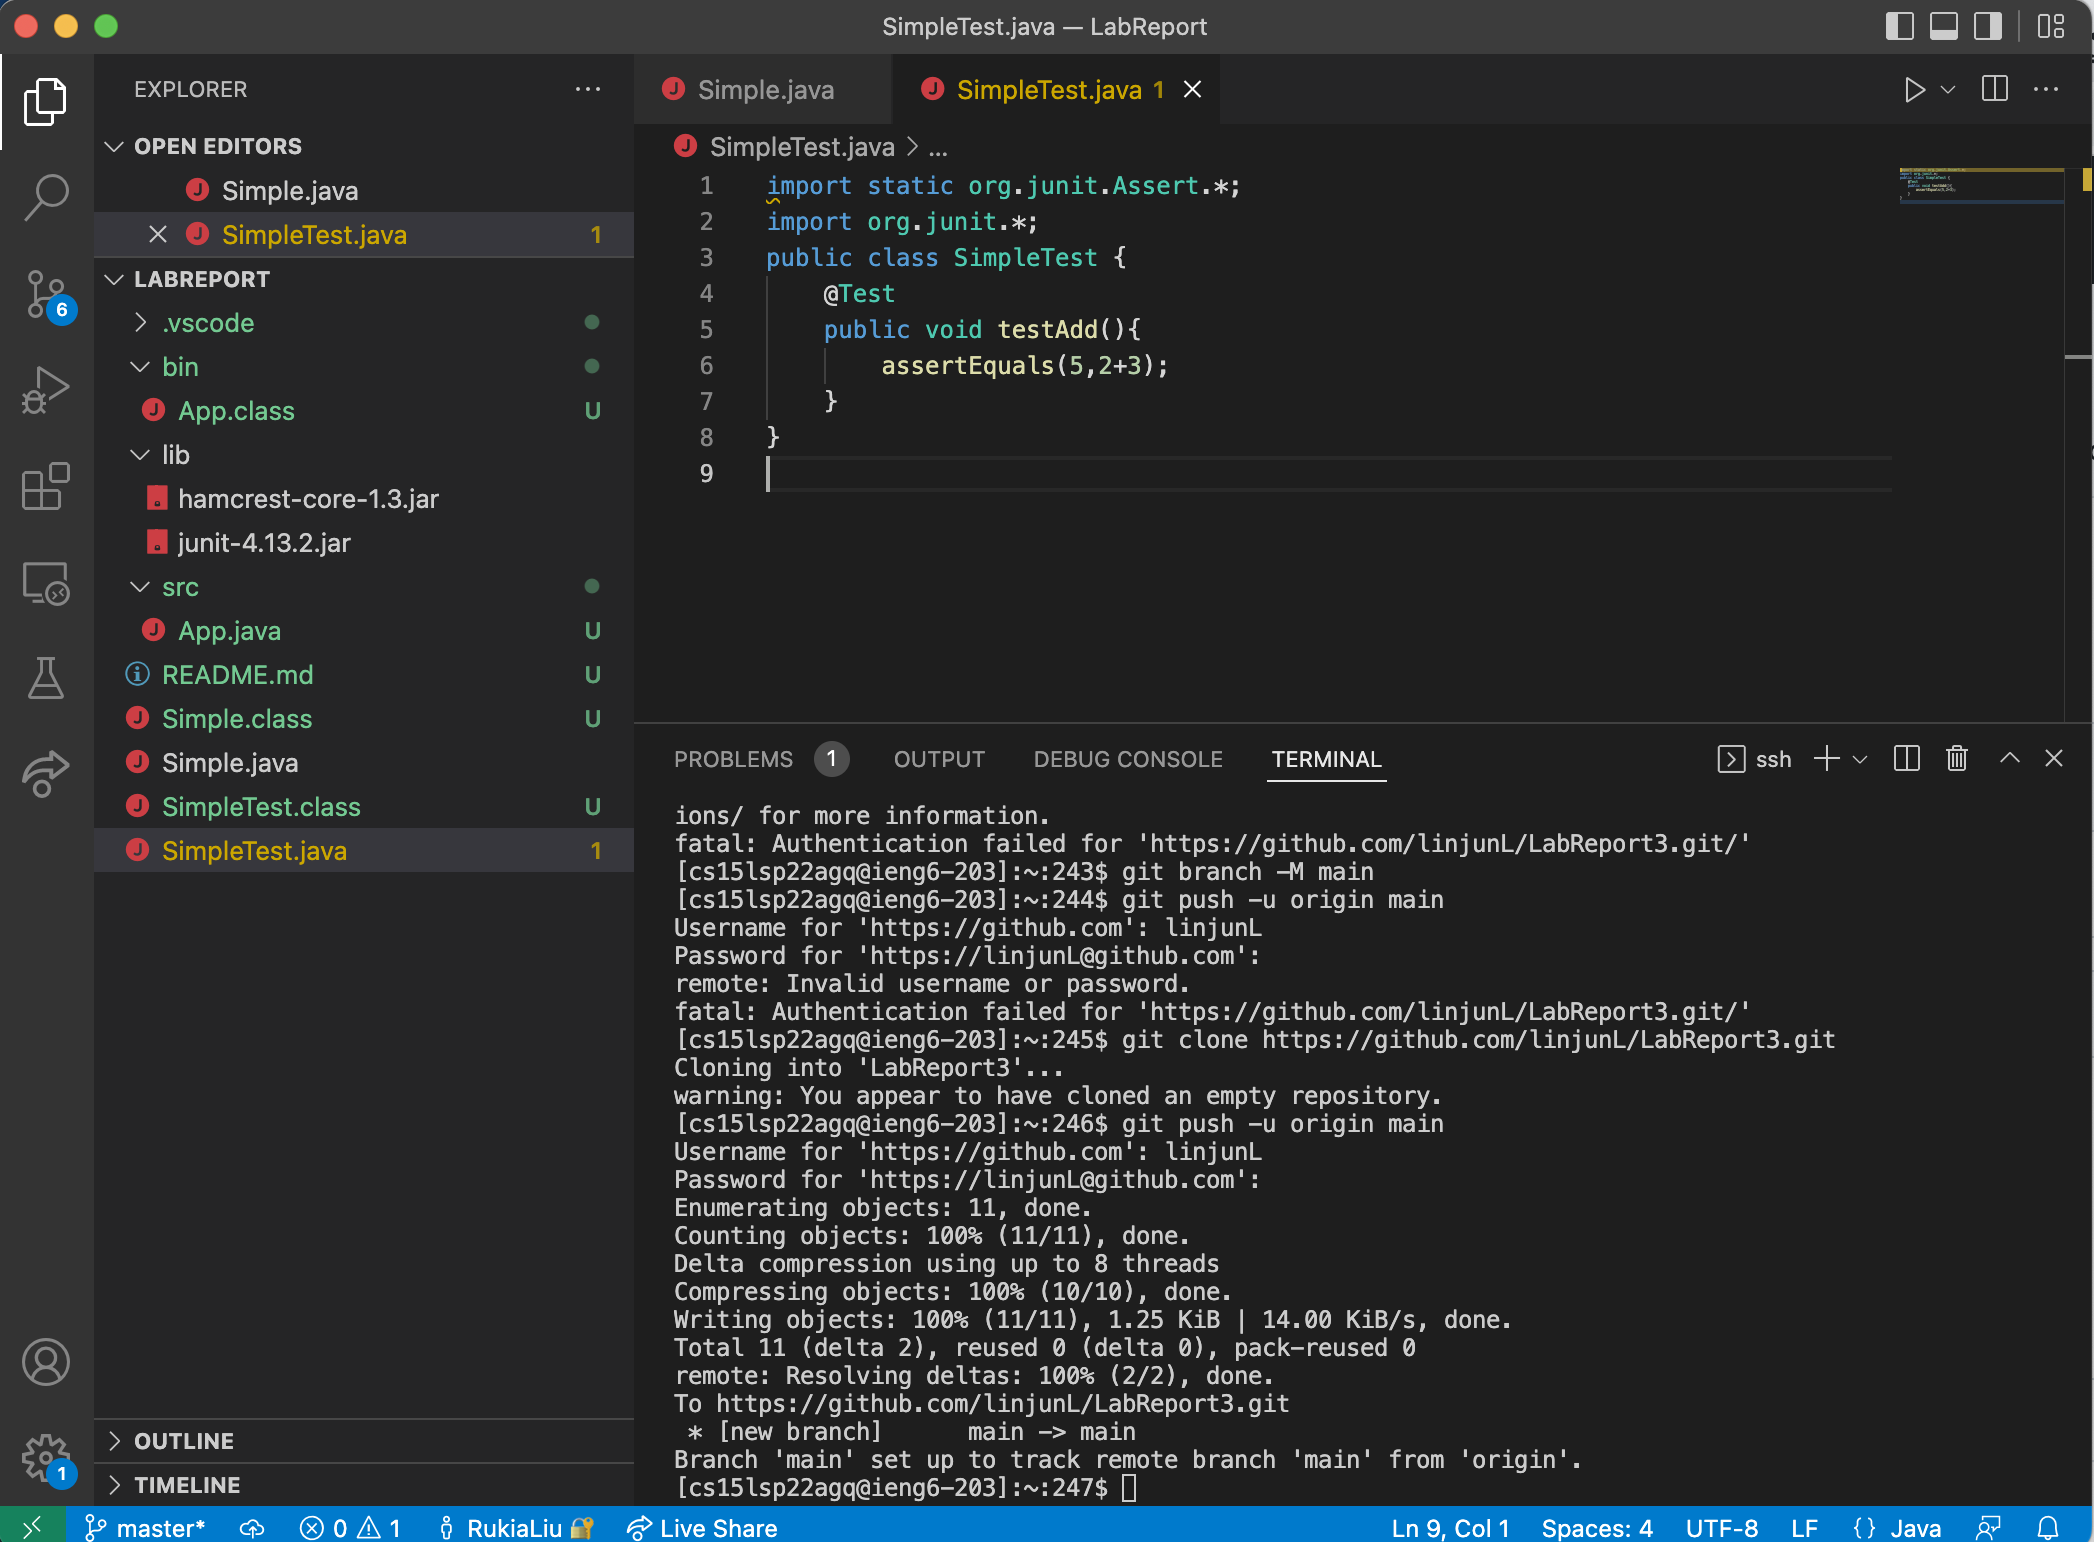 SimpleTest.java — LabReport
EXPLORER
OPEN EDITORS
Simple.java
SimpleTest.java 1
LABREPORT
.vscode
bin
App.class U
lib
hamcrest-core-1.3.jar
junit-4.13.2.jar
src
App.java U
README.md U
Simple.class U
Simple.java
SimpleTest.class U
SimpleTest.java 1
OUTLINE
TIMELINE
6
1
Simple.java
SimpleTest.java 1
SimpleTest.java > ...
1 import static org.junit.Assert.*;
2 import org.junit.*;
3 public class SimpleTest {
4 @Test
5 public void testAdd(){
6 assertEquals(5,2+3);
7 }
8 }
9
PROBLEMS 1 OUTPUT DEBUG CONSOLE TERMINAL ssh
ions/ for more information.
fatal: Authentication failed for 'https://github.com/linjunL/LabReport3.git/'
[cs15lsp22agq@ieng6-203]:~:243$ git branch -M main
[cs15lsp22agq@ieng6-203]:~:244$ git push -u origin main
Username for 'https://github.com': linjunL
Password for 'https://linjunL@github.com':
remote: Invalid username or password.
fatal: Authentication failed for 'https://github.com/linjunL/LabReport3.git/'
[cs15lsp22agq@ieng6-203]:~:245$ git clone https://github.com/linjunL/LabReport3.git
Cloning into 'LabReport3'...
warning: You appear to have cloned an empty repository.
[cs15lsp22agq@ieng6-203]:~:246$ git push -u origin main
Username for 'https://github.com': linjunL
Password for 'https://linjunL@github.com':
Enumerating objects: 11, done.
Counting objects: 100% (11/11), done.
Delta compression using up to 8 threads
Compressing objects: 100% (10/10), done.
Writing objects: 100% (11/11), 1.25 KiB | 14.00 KiB/s, done.
Total 11 (delta 2), reused 0 (delta 0), pack-reused 0
remote: Resolving deltas: 100% (2/2), done.
To https://github.com/linjunL/LabReport3.git
* [new branch] main -> main
Branch 'main' set up to track remote branch 'main' from 'origin'.
[cs15lsp22agq@ieng6-203]:~:247$
master* 0 1 RukiaLiu Live Share Ln 9, Col 1 Spaces: 4 UTF-8 LF {} Java